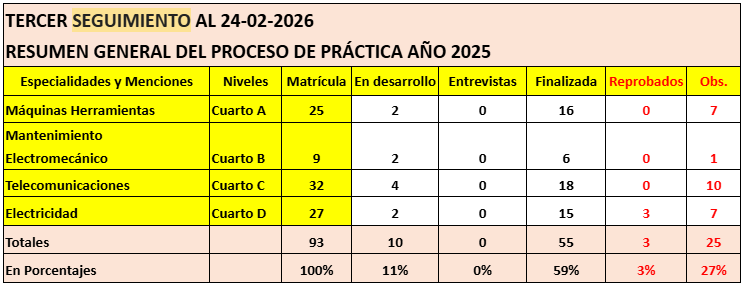 TERCER SEGUIMIENTO AL 24-02-2026
RESUMEN GENERAL DEL PROCESO DE PRÁCTICA AÑO 2025
Especialidades y Menciones Niveles Matrícula En desarrollo Entrevistas Finalizada Reprobados Obs.
Máquinas Herramientas Cuarto A 25 2 0 16 0 7
Mantenimiento
Electromecánico Cuarto B 9 2 0 6 0 1
Telecomunicaciones Cuarto C 32 4 0 18 0 10
Electricidad Cuarto D 27 2 0 15 3 7
Totales 93 10 0 55 3 25
En Porcentajes 100% 11% 0% 59% 3% 27%